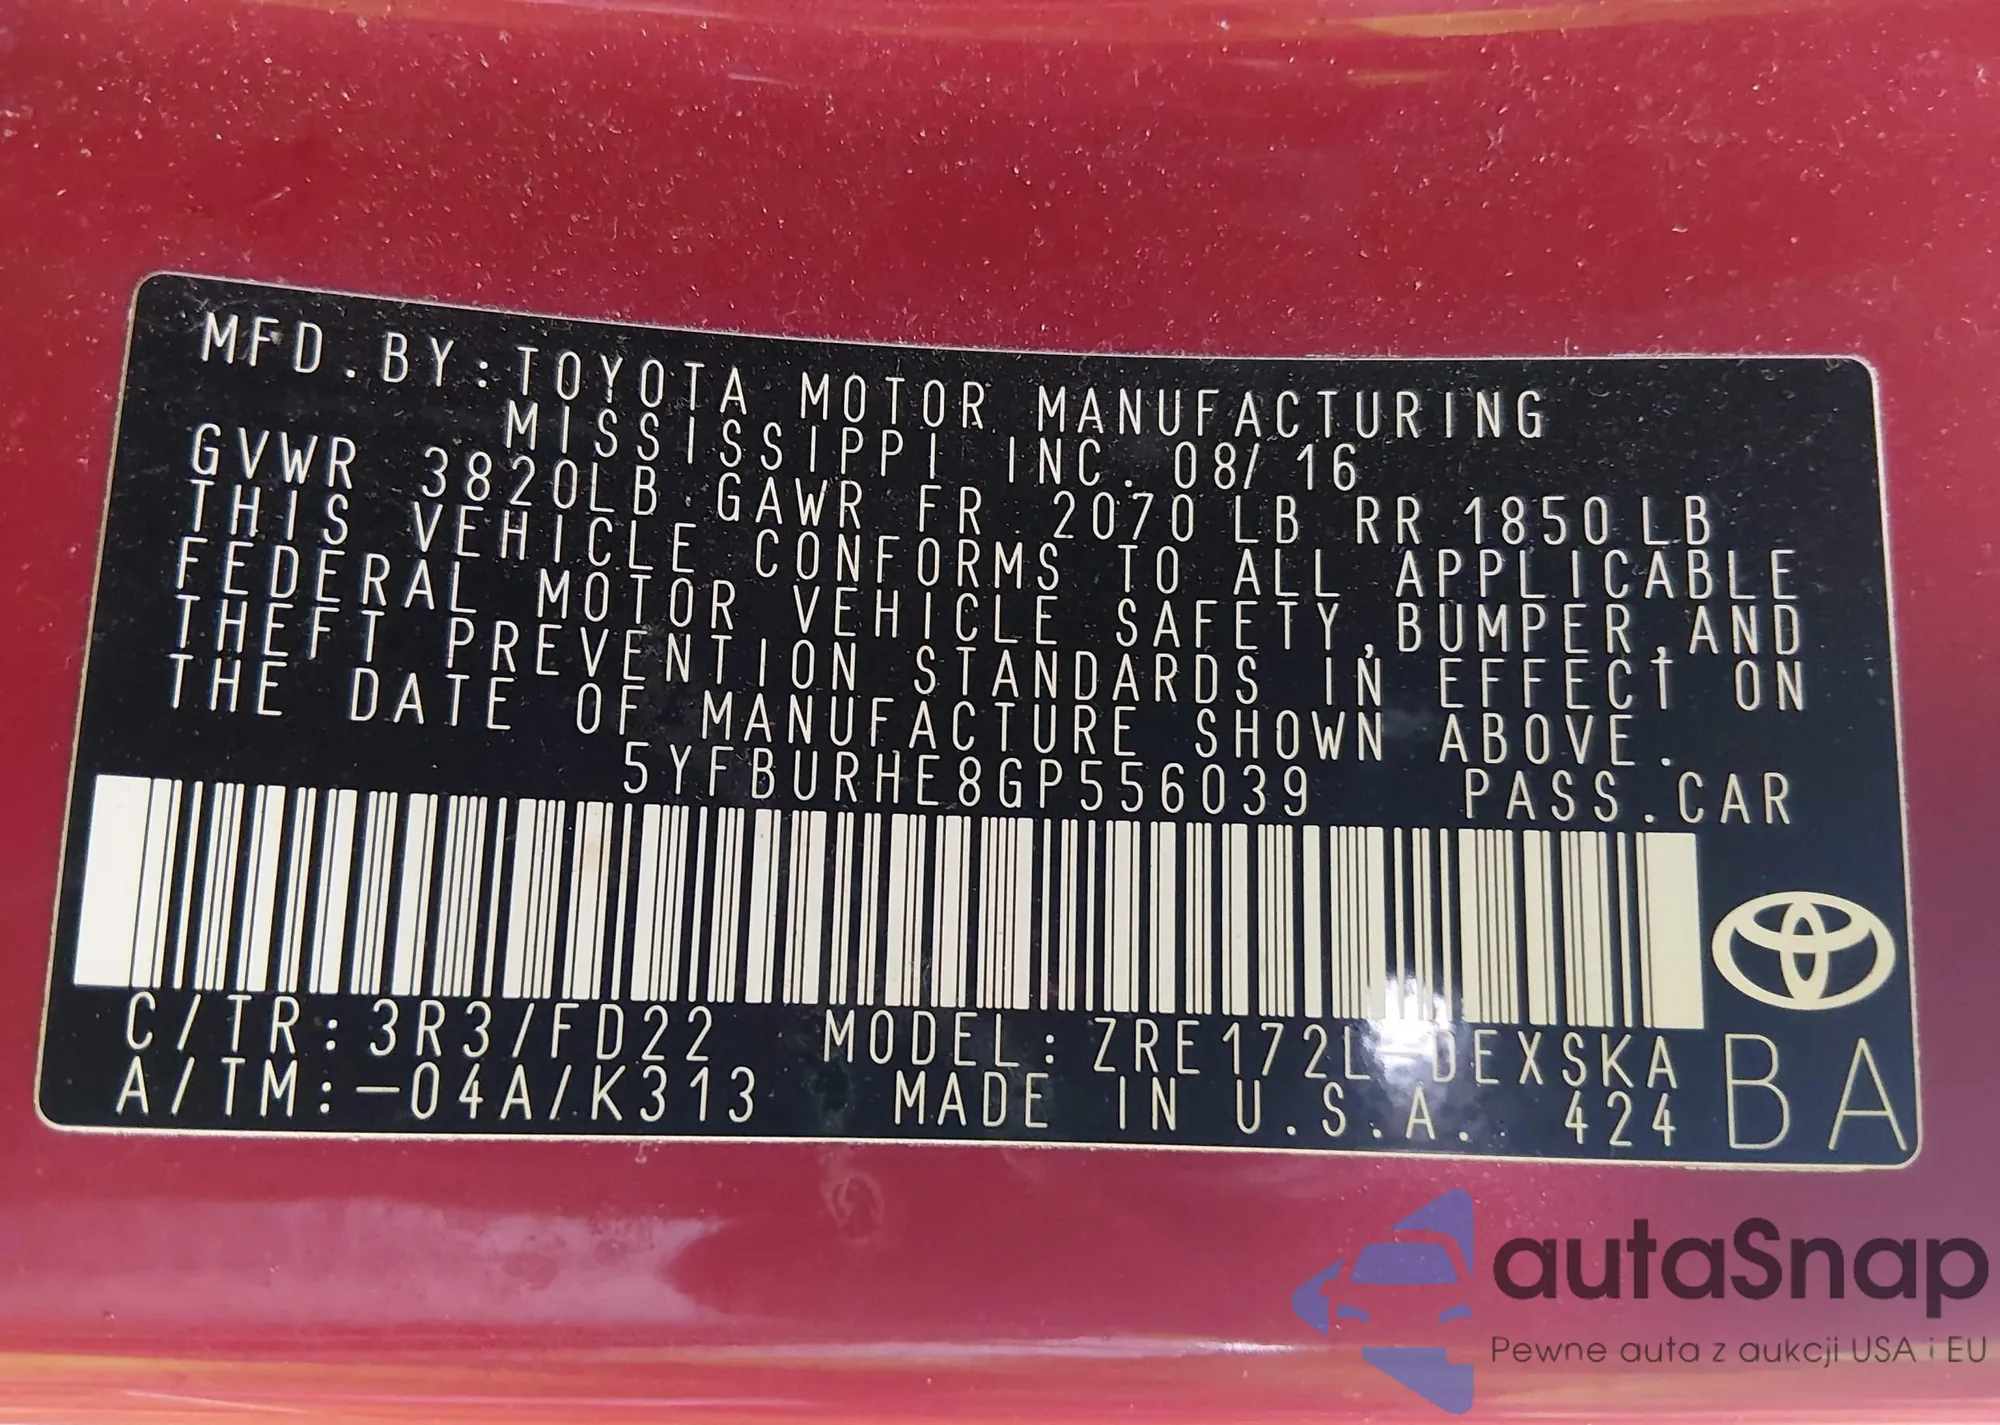 MFD.BY:TOYOTA MOTOR MANUFACTURING
MISSISSIPPI INC. 08/16
GVWR 3820LB GAWR FR 2070LB RR 1850LB
THIS VEHICLE CONFORMS TO ALL APPLICABLE
FEDERAL MOTOR VEHICLE SAFETY,BUMPER,AND
THEFT PREVENTION STANDARDS IN EFFECT ON
THE DATE OF MANUFACTURE SHOWN ABOVE.
5YFBURHE8GP556039 PASS.CAR
C/TR:3R3/FD22 MODEL:ZRE172L-DEXSKA
A/TM:-04A/K313 MADE IN U.S.A. 424
BA
autaSnap
Pewne auta z aukcji USA i EU